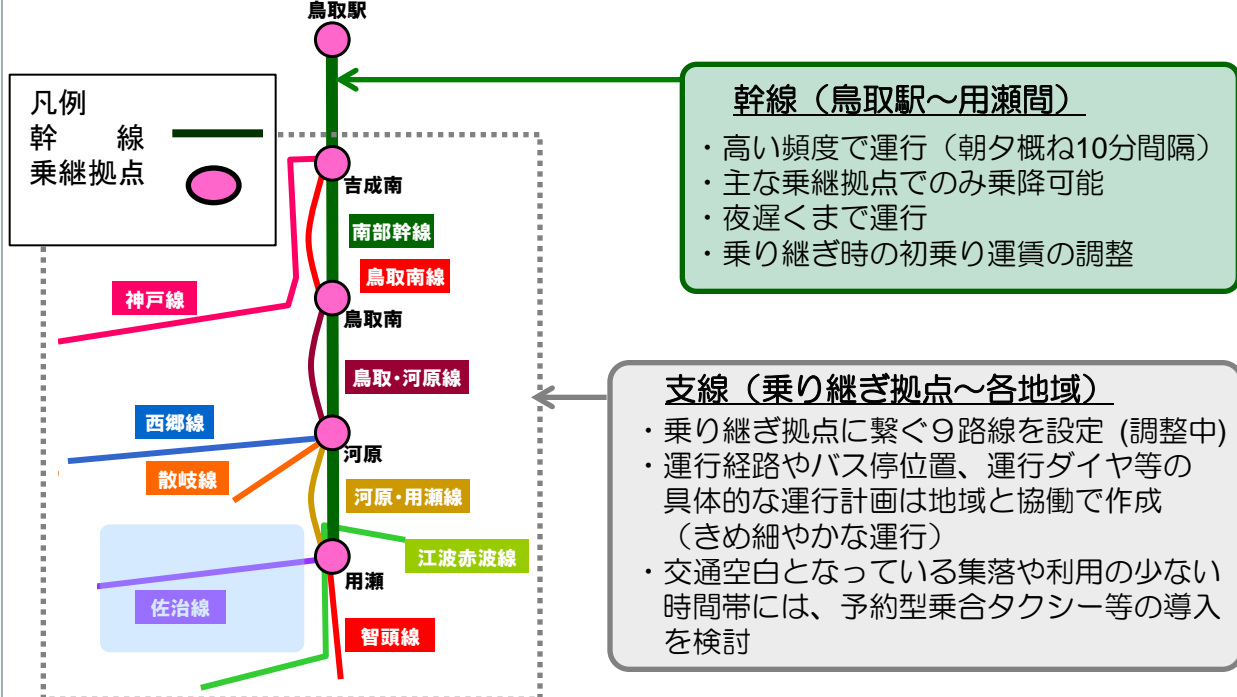 鳥取駅
凡例
幹　　線
乗継拠点
吉成南
南部幹線
鳥取南線
神戸線
鳥取南
鳥取・河原線
西郷線
河原
散岐線
河原・用瀬線
江波赤波線
用瀬
佐治線
智頭線
幹線（鳥取駅～用瀬間）
・高い頻度で運行（朝夕概ね10分間隔）
・主な乗継拠点でのみ乗降可能
・夜遅くまで運行
・乗り継ぎ時の初乗り運賃の調整
支線（乗り継ぎ拠点～各地域）
・乗り継ぎ拠点に繋ぐ９路線を設定 (調整中)
・運行経路やバス停位置、運行ダイヤ等の
具体的な運行計画は地域と協働で作成
（きめ細やかな運行）
・交通空白となっている集落や利用の少ない
時間帯には、予約型乗合タクシー等の導入
を検討